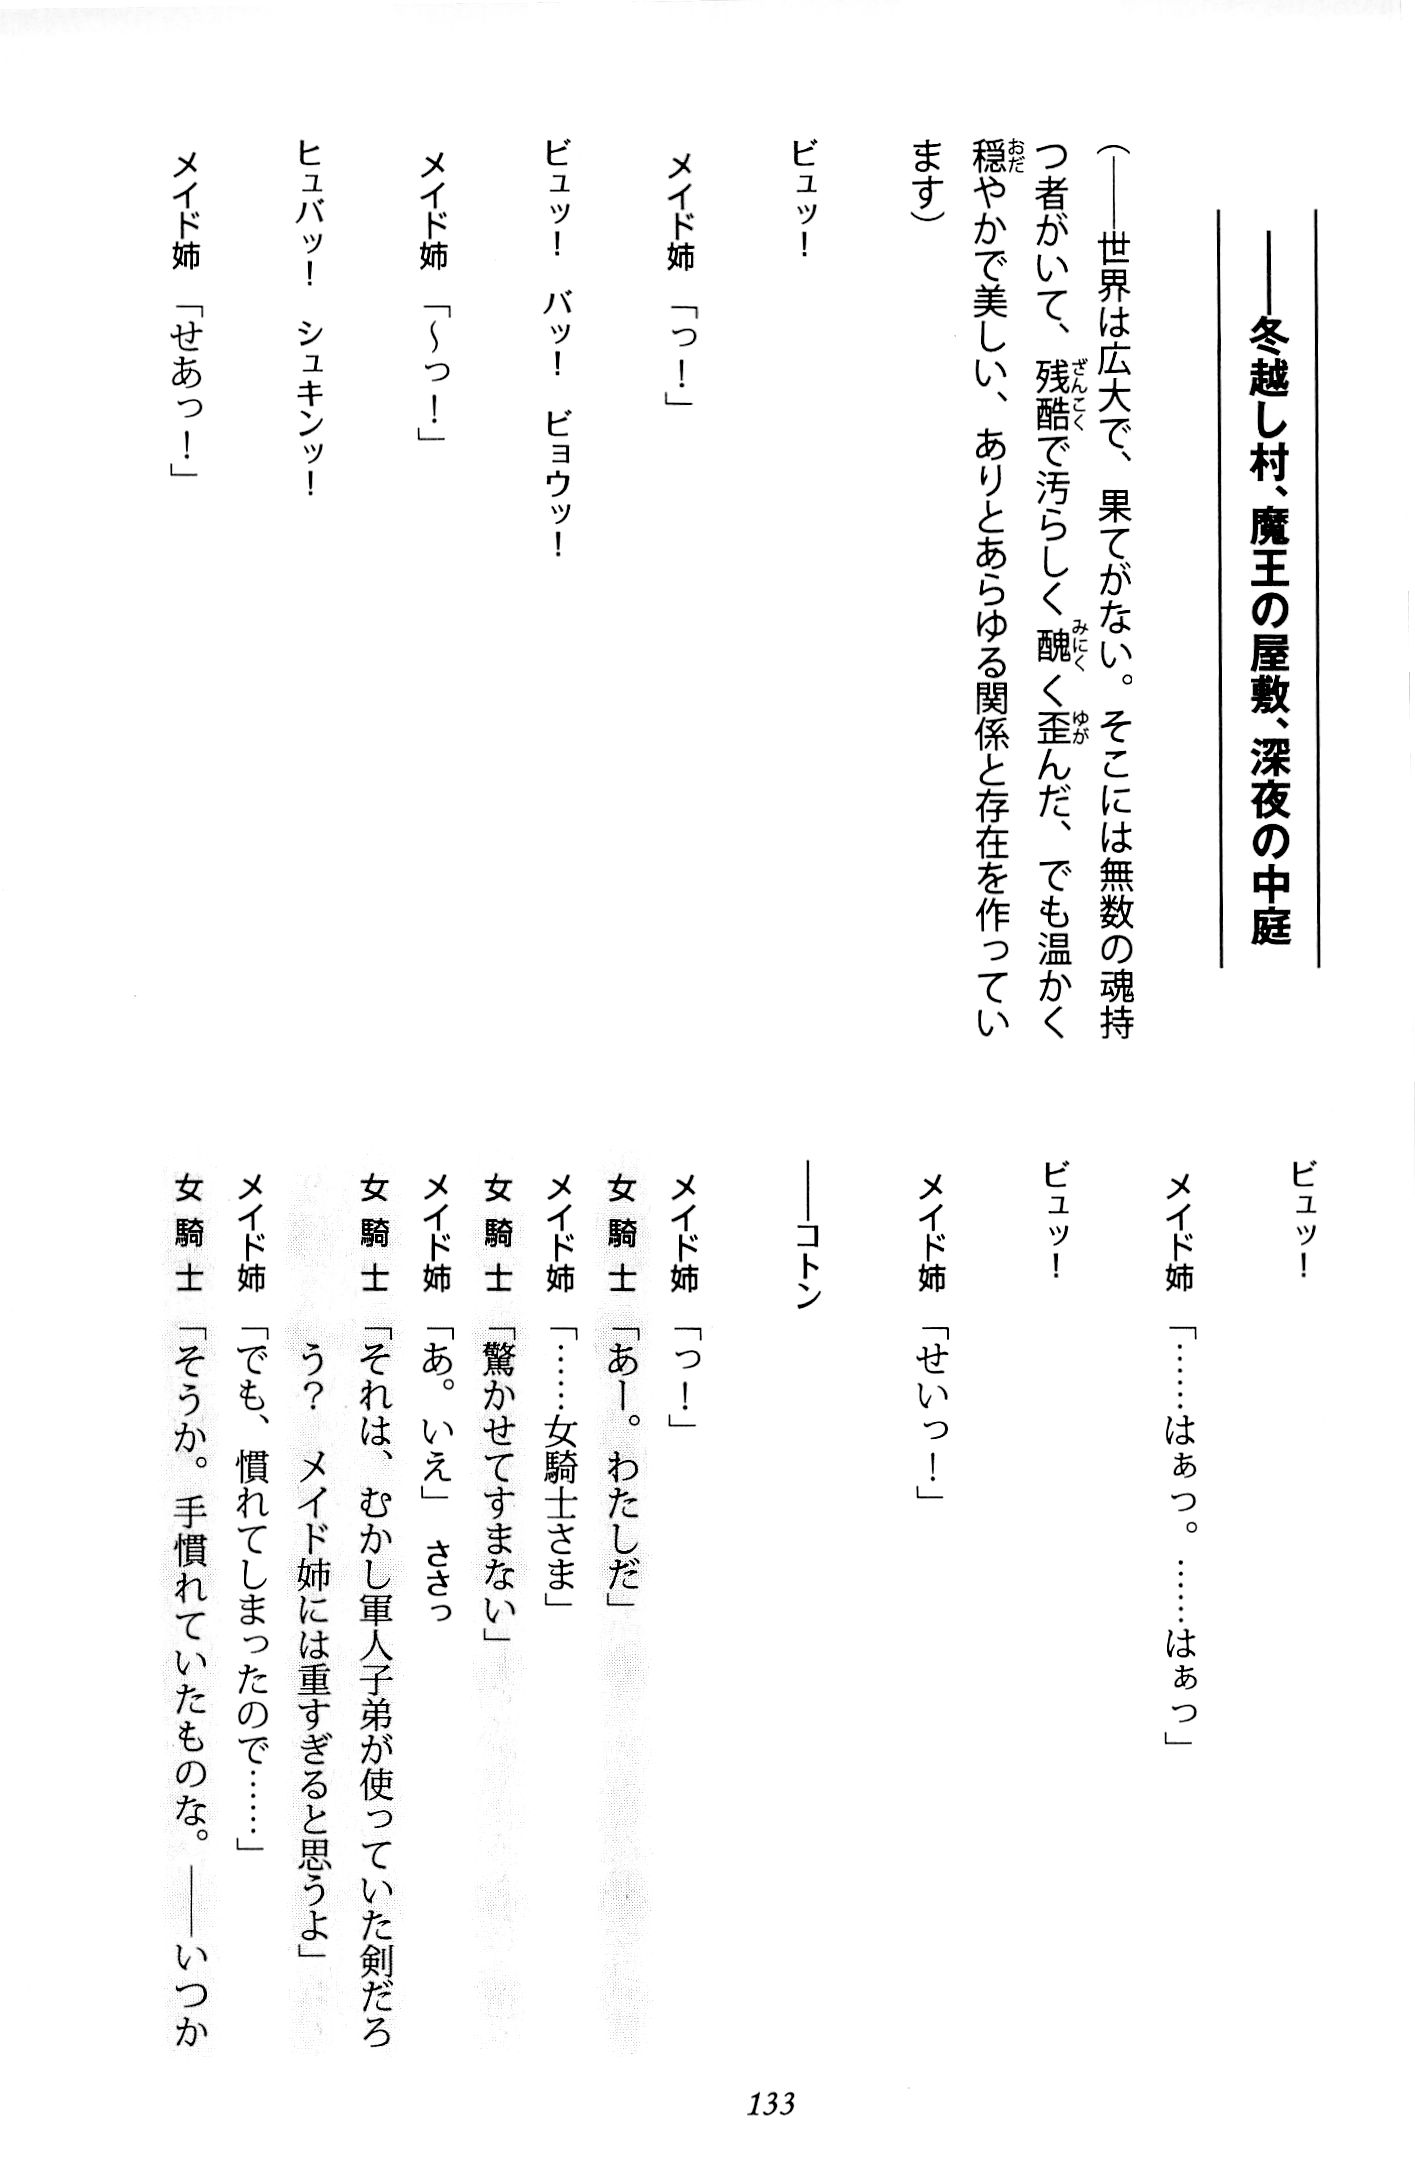 ――冬越し村、魔王の屋敷、深夜の中庭
(――世界は広大で、果てがない。そこには無数の魂持
つ者がいて、残酷で汚らしく醜く歪んだ、でも温かく
穏やかで美しい、ありとあらゆる関係と存在を作ってい
ます)
ビュッ!
メイド姉「っ!」
ビュッ! バッ! ビョウッ!
メイド姉「～っ!」
ヒュバッ! シュキンッ!
メイド姉「せあっ!」
ビュッ!
メイド姉「……はぁっ。……はぁっ」
ビュッ!
メイド姉「せいっ!」
――コトン
メイド姉「っ!」
女騎士「あー。わたしだ」
メイド姉「……女騎士さま」
女騎士「驚かせてすまない」
メイド姉「あ。いえ」 ささっ
女騎士「それは、むかし軍人子弟が使っていた剣だろ
う? メイド姉には重すぎると思うよ」
メイド姉「でも、慣れてしまったので……」
女騎士「そうか。手慣れていたものな。――いつか
133